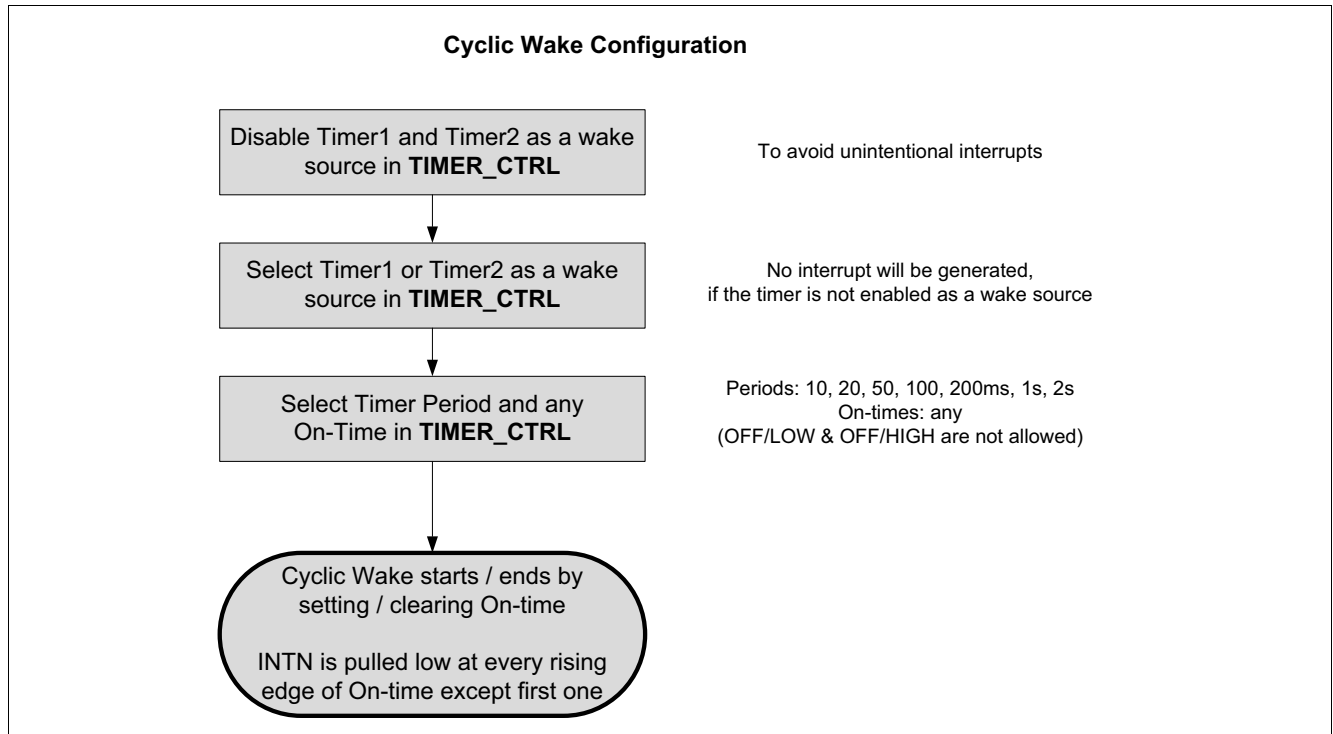 Cyclic Wake Configuration
Disable Timer1 and Timer2 as a wake
source in TIMER_CTRL
To avoid unintentional interrupts
Select Timer1 or Timer2 as a wake
source in TIMER_CTRL
No interrupt will be generated,
if the timer is not enabled as a wake source
Select Timer Period and any
On-Time in TIMER_CTRL
Periods: 10, 20, 50, 100, 200ms, 1s, 2s
On-times: any
(OFF/LOW & OFF/HIGH are not allowed)
Cyclic Wake starts / ends by
setting / clearing On-time
INTN is pulled low at every rising
edge of On-time except first one